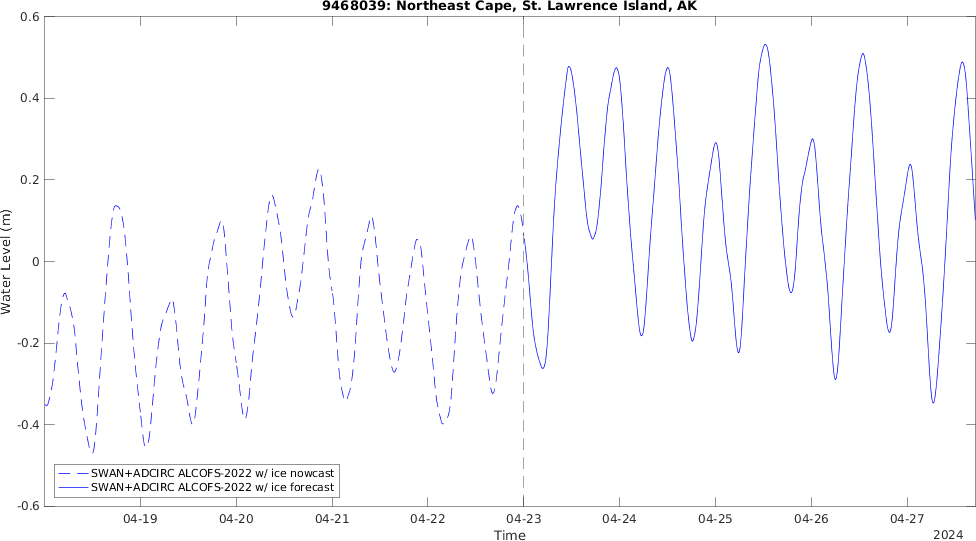 9468039: Northeast Cape, St. Lawrence Island, AK
0.6
0.4
0.2
0
-0.2
-0.4
-0.6
Water Level (m)
SWAN+ADCIRC ALCOFS-2022 w/ ice nowcast
SWAN+ADCIRC ALCOFS-2022 w/ ice forecast
04-19 04-20 04-21 04-22 04-23 04-24 04-25 04-26 04-27
Time
2024